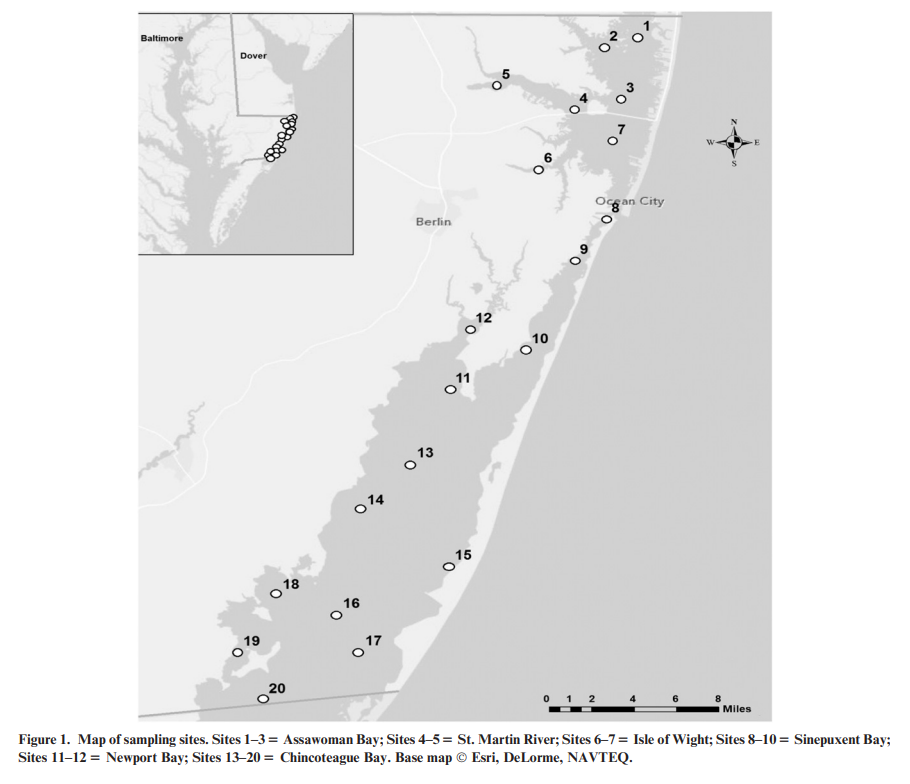 Baltimore
Dover
1
2
3
4
5
6
7
N
W E
S
Ocean City
8
Berlin
9
10
11
12
13
14
15
16
17
18
19
20
0 1 2 4 6 8
Miles
Figure 1. Map of sampling sites. Sites 1–3 = Assawoman Bay; Sites 4–5 = St. Martin River; Sites 6–7 = Isle of Wight; Sites 8–10 = Sinepuxent Bay;
Sites 11–12 = Newport Bay; Sites 13–20 = Chincoteague Bay. Base map © Esri, DeLorme, NAVTEQ.